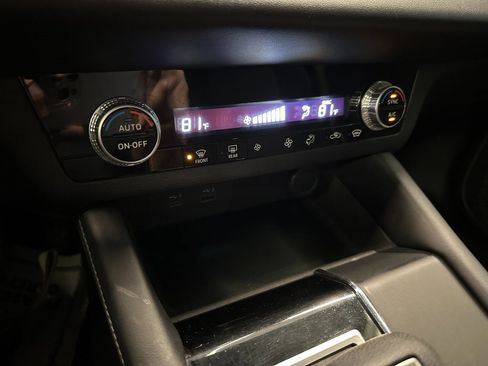 AUTO
ON·OFF
81°F
81°F
SYNC
A/C
FRONT
REAR